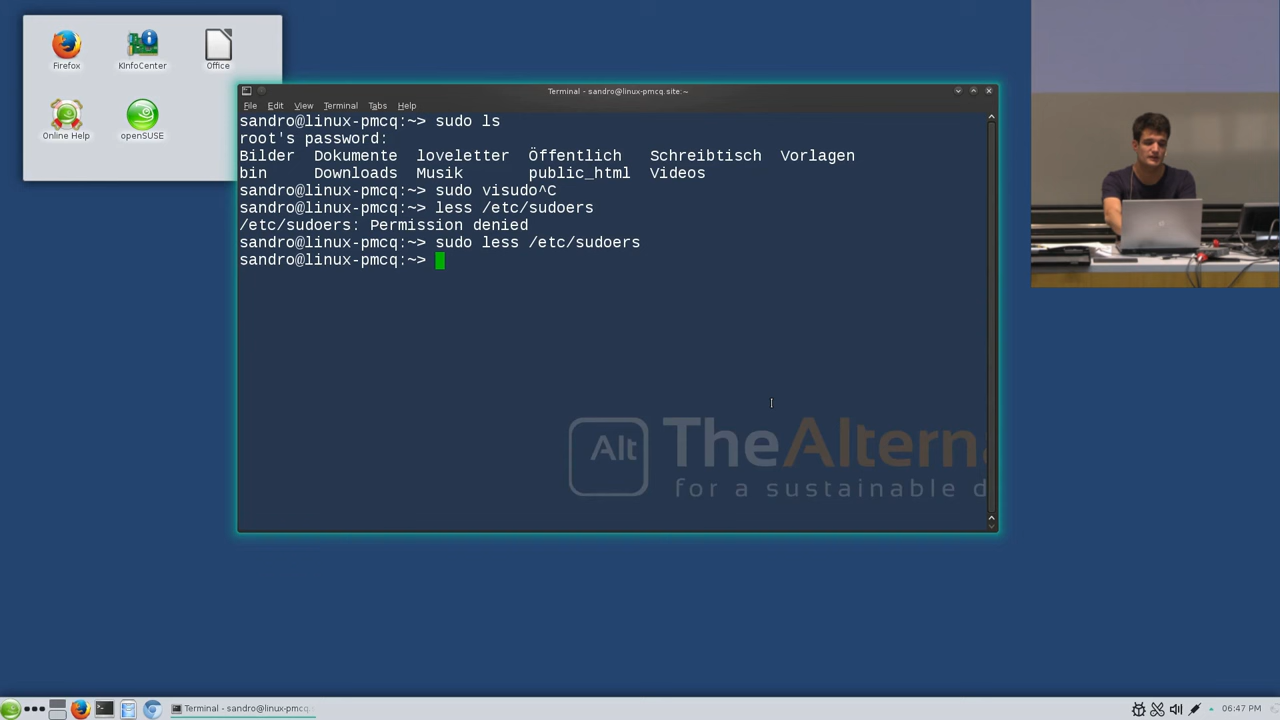 Firefox
KInfoCenter
Office
Online Help
openSUSE
Terminal - sandro@linux-pmcq.site:~
File Edit View Terminal Tabs Help
sandro@linux-pmcq:~> sudo ls
root's password:
Bilder Dokumente loveletter Öffentlich Schreibtisch Vorlagen
bin Downloads Musik public_html Videos
sandro@linux-pmcq:~> sudo visudo^C
sandro@linux-pmcq:~> less /etc/sudoers
/etc/sudoers: Permission denied
sandro@linux-pmcq:~> sudo less /etc/sudoers
sandro@linux-pmcq:~>
Alt
TheAlterna
for a sustainable d
Terminal - sandro@linux-pmcq:
06:47 PM